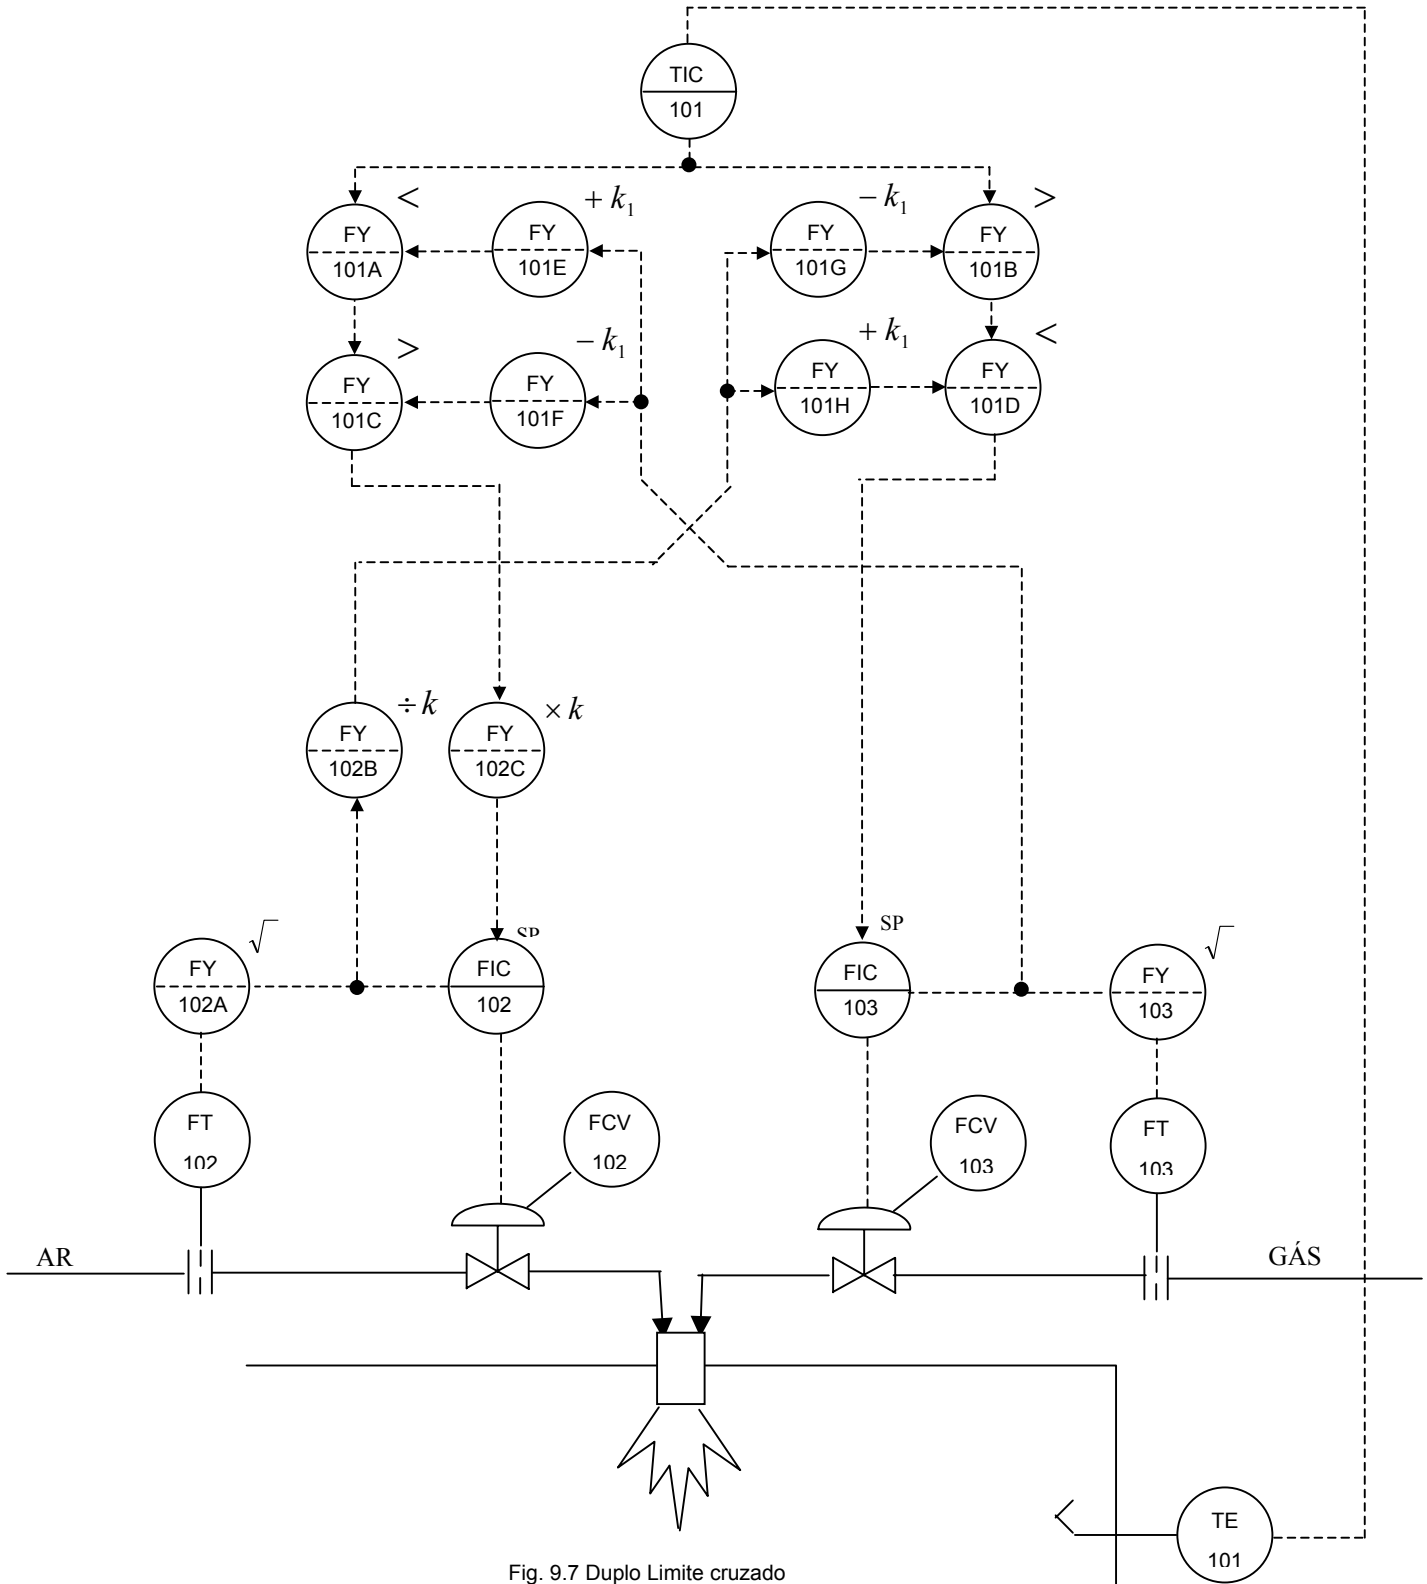 TIC
101
<
+ k₁
− k₁
>
FY
101A
FY
101E
FY
101G
FY
101B
>
− k₁
+ k₁
<
FY
101C
FY
101F
FY
101H
FY
101D
÷ k
× k
FY
102B
FY
102C
√
SP
SP
√
FY
102A
FIC
102
FIC
103
FY
103
FT
102
FCV
102
FCV
103
FT
103
AR
GÁS
TE
101
Fig. 9.7 Duplo Limite cruzado